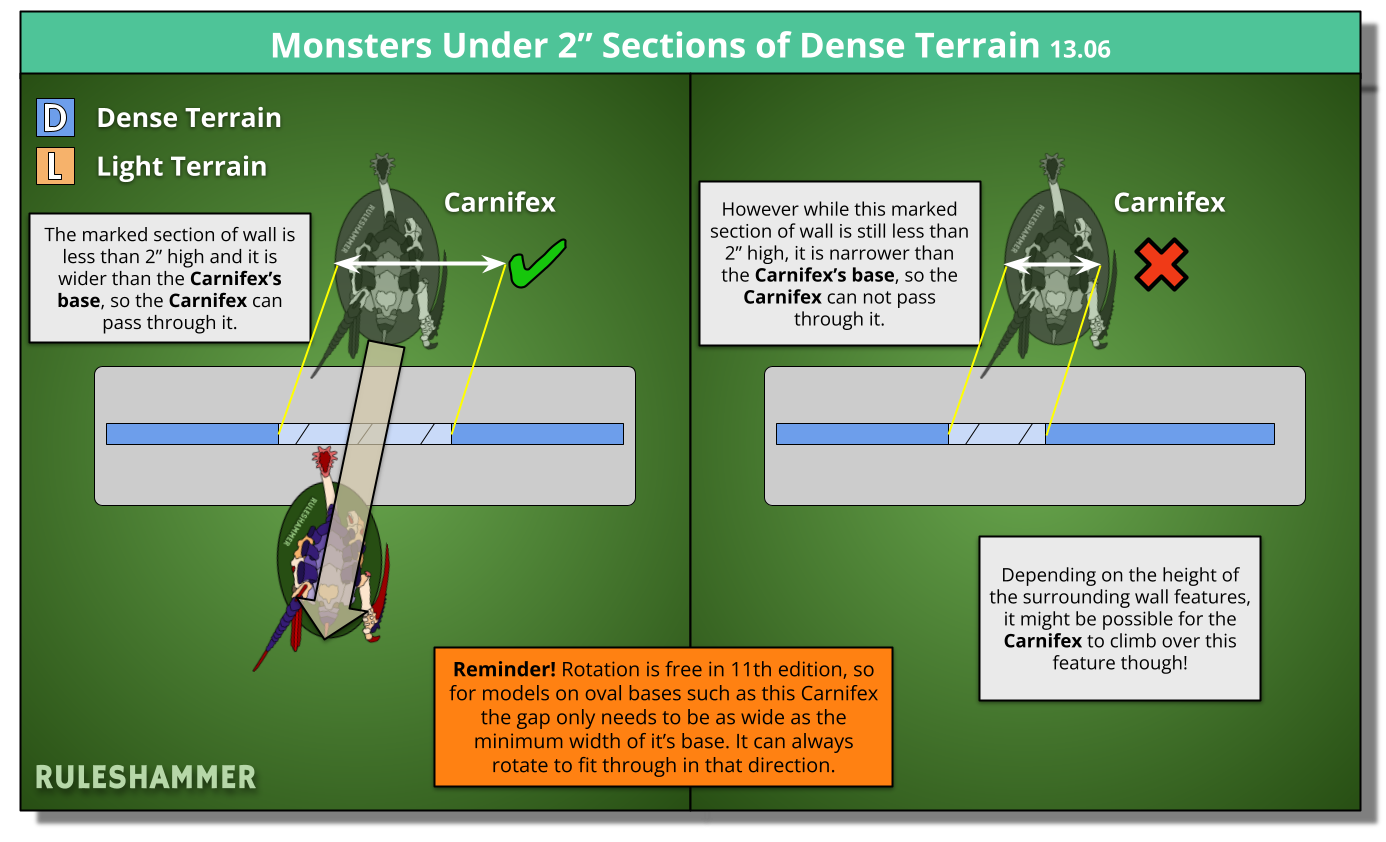 Monsters Under 2” Sections of Dense Terrain 13.06
D Dense Terrain
L Light Terrain
Carnifex
RULESHAMMER
The marked section of wall is
less than 2” high and it is
wider than the Carnifex’s
base, so the Carnifex can
pass through it.
RULESHAMMER
Carnifex
RULESHAMMER
However while this marked
section of wall is still less than
2” high, it is narrower than
the Carnifex’s base, so the
Carnifex can not pass
through it.
Depending on the height of
the surrounding wall features,
it might be possible for the
Carnifex to climb over this
feature though!
Reminder! Rotation is free in 11th edition, so
for models on oval bases such as this Carnifex
the gap only needs to be as wide as the
minimum width of it’s base. It can always
rotate to fit through in that direction.
RULESHAMMER